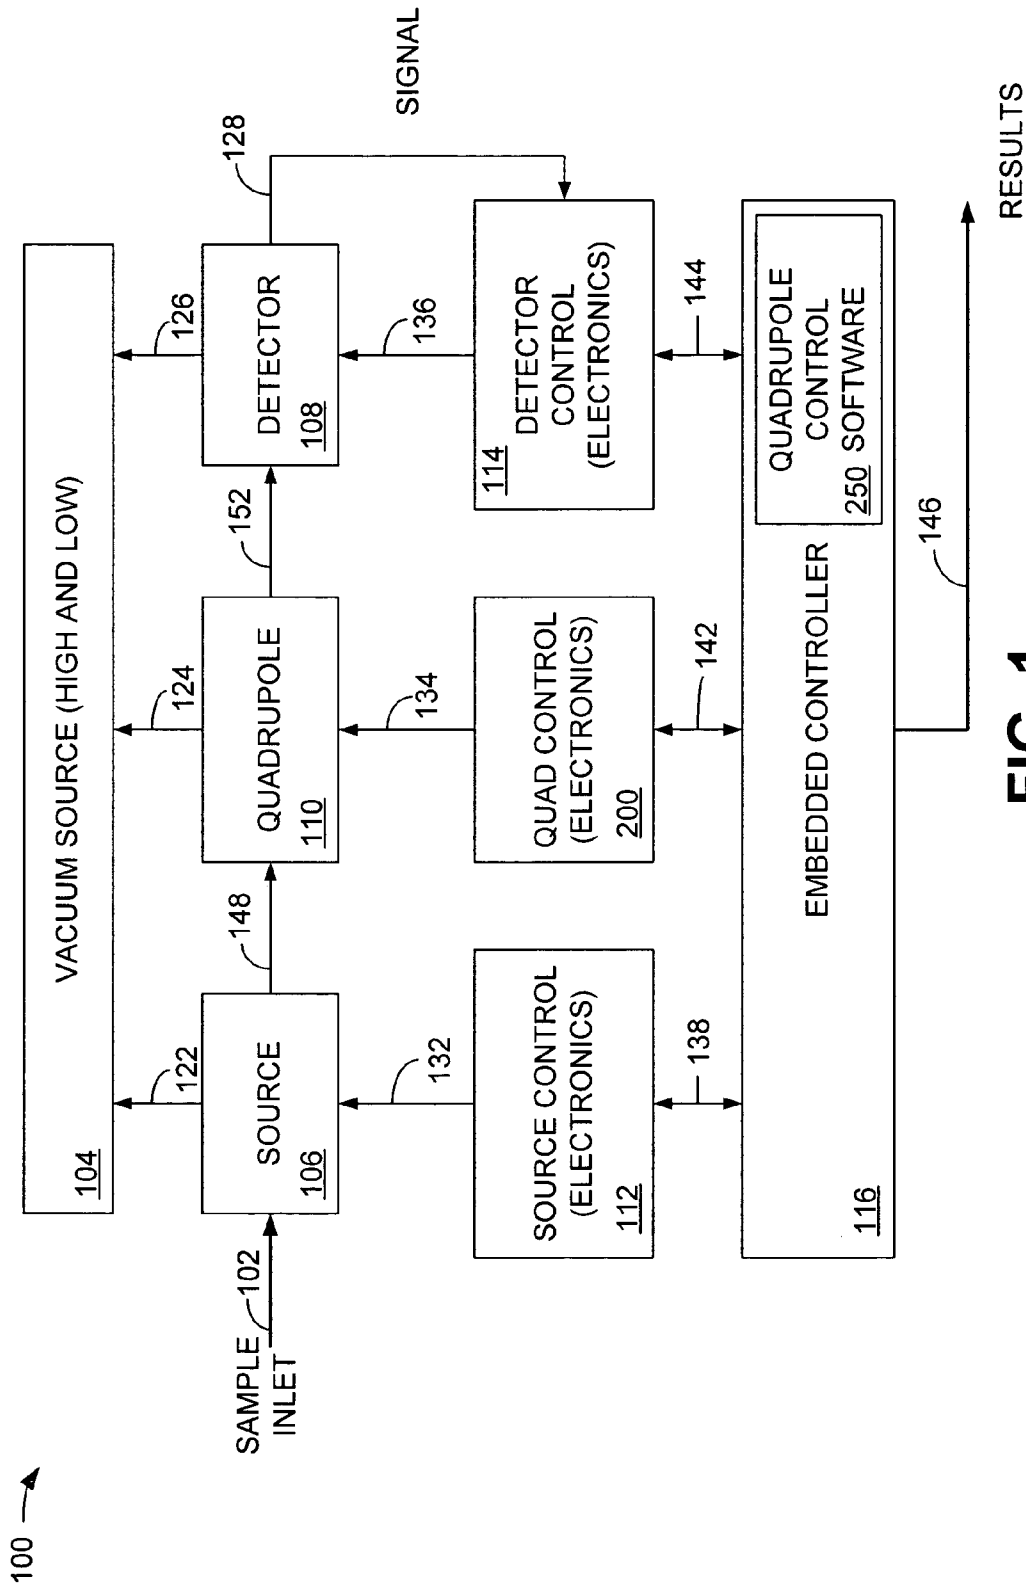 100
VACUUM SOURCE (HIGH AND LOW)
104
122
124
126
SAMPLE
INLET
102
SOURCE
106
148
QUADRUPOLE
110
152
DETECTOR
108
128
SIGNAL
132
134
136
SOURCE CONTROL
(ELECTRONICS)
112
QUAD CONTROL
(ELECTRONICS)
200
DETECTOR
CONTROL
(ELECTRONICS)
114
138
142
144
EMBEDDED CONTROLLER
116
QUADRUPOLE
CONTROL
250 SOFTWARE
146
RESULTS